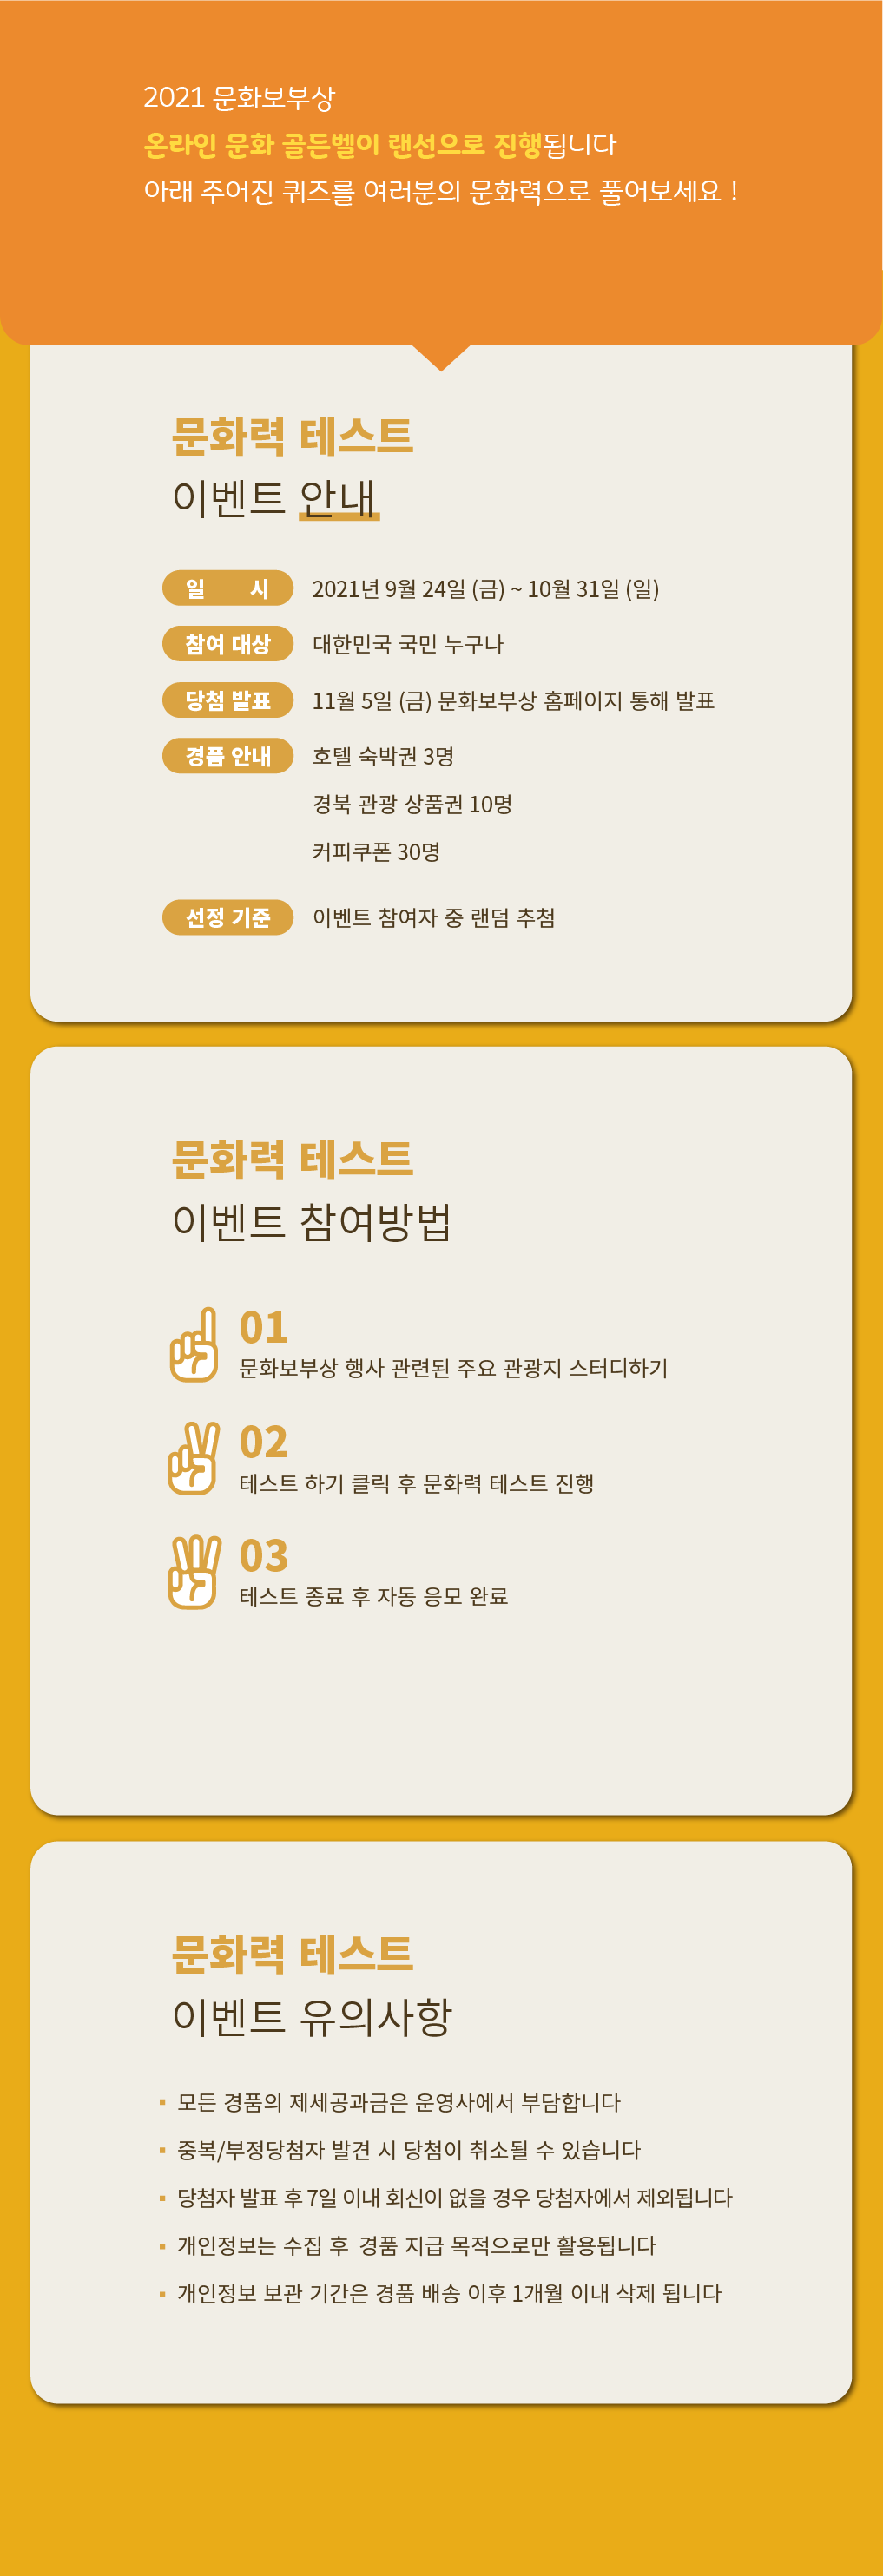 2021 문화보부상
온라인 문화 골든벨이 랜선으로 진행됩니다
아래 주어진 퀴즈를 여러분의 문화력으로 풀어보세요 !
문화력 테스트
이벤트 안내
일 시 2021년 9월 24일 (금) ~ 10월 31일 (일)
참여 대상 대한민국 국민 누구나
당첨 발표 11월 5일 (금) 문화보부상 홈페이지 통해 발표
경품 안내 호텔 숙박권 3명
경북 관광 상품권 10명
커피쿠폰 30명
선정 기준 이벤트 참여자 중 랜덤 추첨
문화력 테스트
이벤트 참여방법
01
문화보부상 행사 관련된 주요 관광지 스터디하기
02
테스트 하기 클릭 후 문화력 테스트 진행
03
테스트 종료 후 자동 응모 완료
문화력 테스트
이벤트 유의사항
모든 경품의 제세공과금은 운영사에서 부담합니다
중복/부정당첨자 발견 시 당첨이 취소될 수 있습니다
당첨자 발표 후 7일 이내 회신이 없을 경우 당첨자에서 제외됩니다
개인정보는 수집 후 경품 지급 목적으로만 활용됩니다
개인정보 보관 기간은 경품 배송 이후 1개월 이내 삭제 됩니다